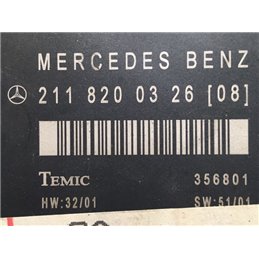 MERCEDES BENZ
211 820 03 26 [08]
TEMIC 356801
HW:32/01 SW:51/01